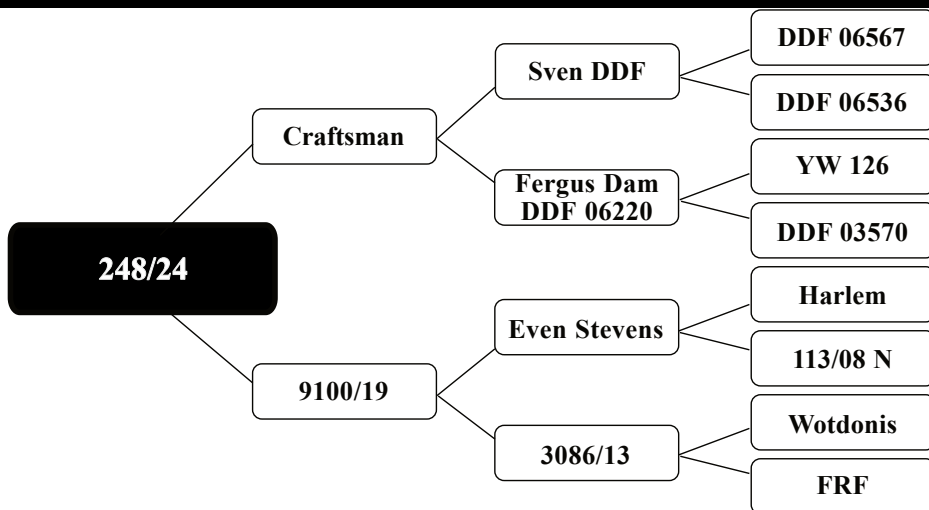 DDF 06567
Sven DDF
DDF 06536
Craftsman
YW 126
Fergus Dam
DDF 06220
DDF 03570
248/24
Harlem
Even Stevens
113/08 N
9100/19
Wotdonis
3086/13
FRF